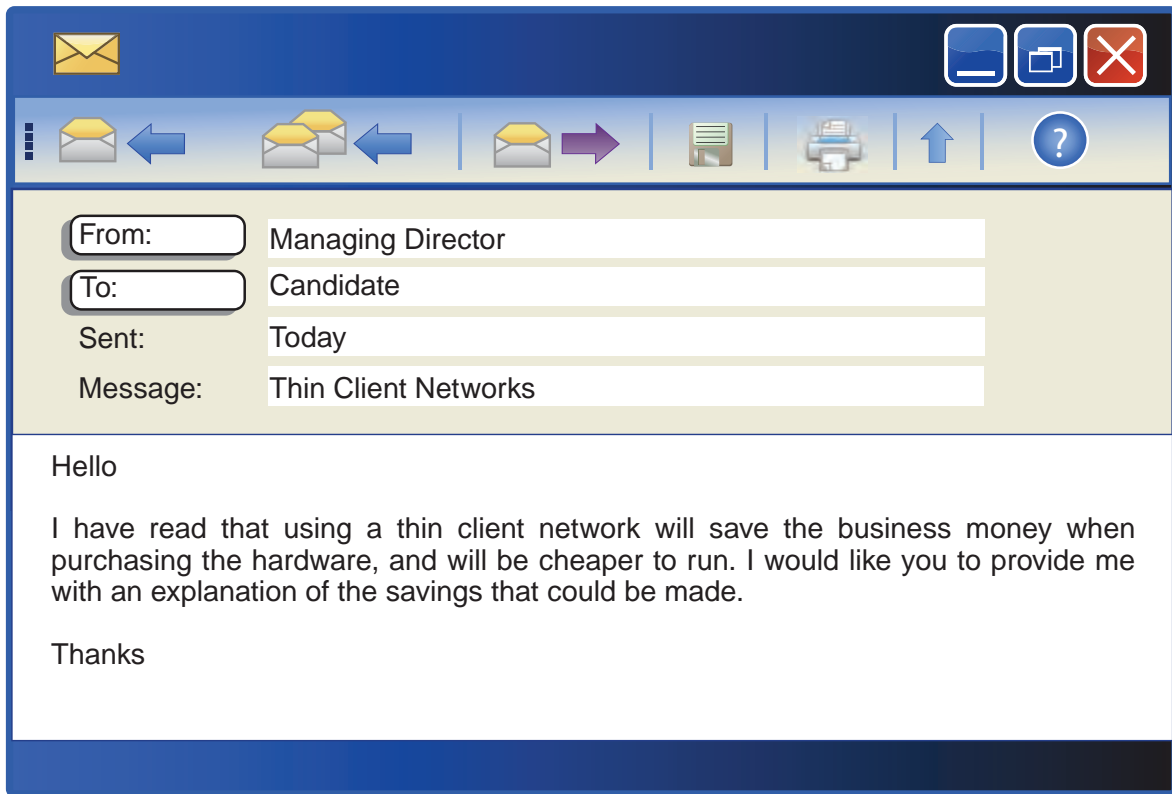 ?
From: Managing Director
To: Candidate
Sent: Today
Message: Thin Client Networks
Hello
I have read that using a thin client network will save the business money when
purchasing the hardware, and will be cheaper to run. I would like you to provide me
with an explanation of the savings that could be made.
Thanks